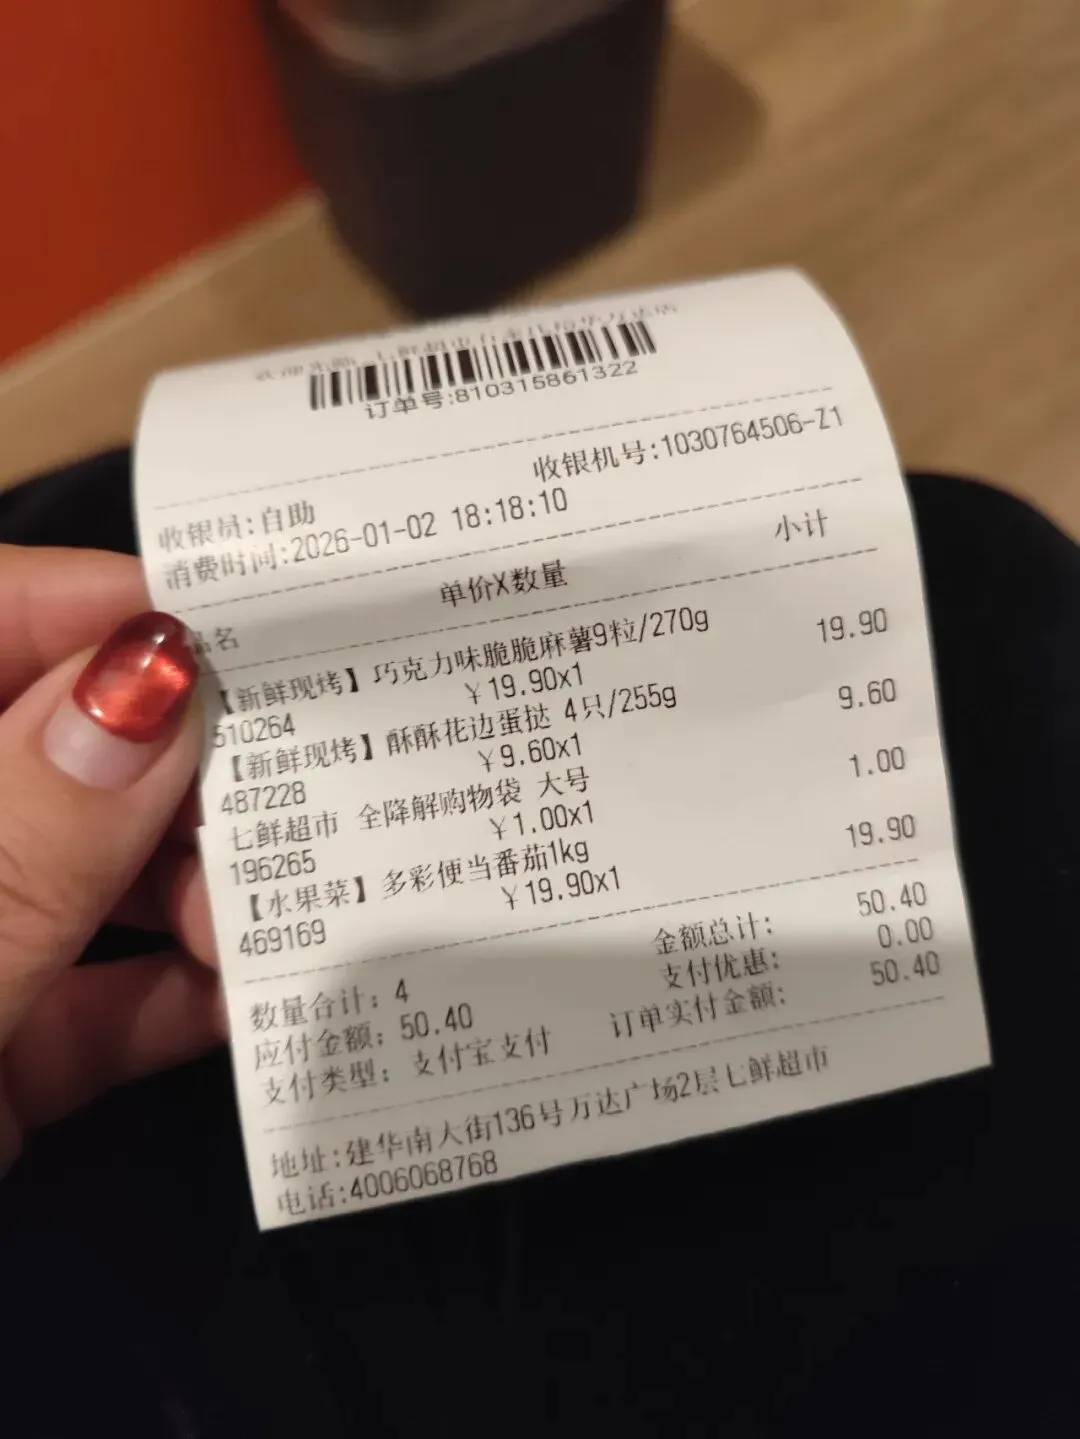 订单号:810315861322
收银机号:1030764506-Z1
收银员:自助
消费时间:2026-01-02 18:18:10
品名 单价X数量 小计
【新鲜现烤】巧克力味脆脆麻薯9粒/270g
510264 ￥19.90x1 19.90
【新鲜现烤】酥酥花边蛋挞 4只/255g
487228 ￥9.60x1 9.60
七鲜超市 全降解购物袋 大号
196265 ￥1.00x1 1.00
【水果菜】多彩便当番茄1kg
469169 ￥19.90x1 19.90
金额总计: 50.40
数量合计: 4 支付优惠: 0.00
应付金额: 50.40 订单实付金额: 50.40
支付类型: 支付宝支付
地址:建华南大街136号万达广场2层七鲜超市
电话:4006068768